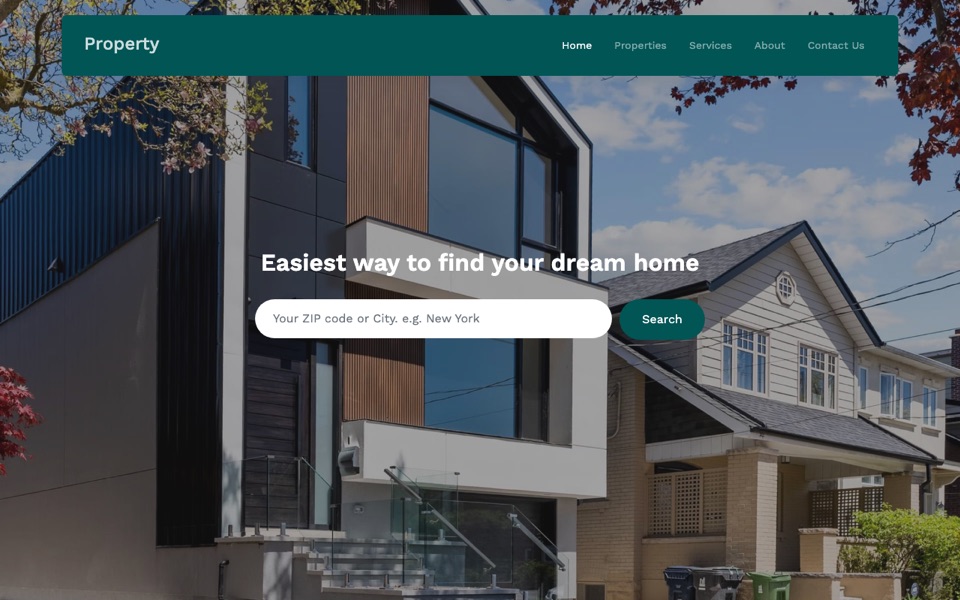 Property
Home Properties Services About Contact Us
Easiest way to find your dream home
Your ZIP code or City. e.g. New York
Search